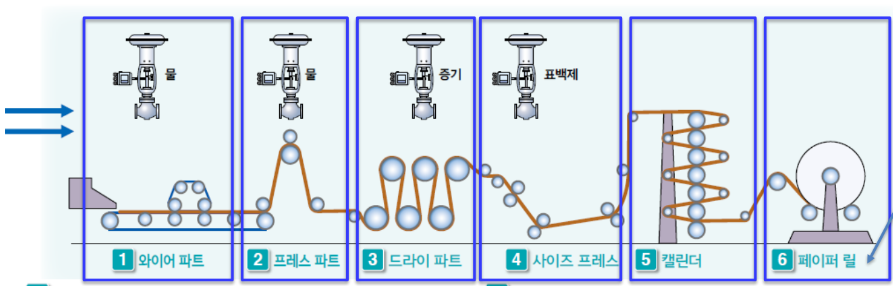 물
물
증기
표백제
1 와이어 파트
2 프레스 파트
3 드라이 파트
4 사이즈 프레스
5 캘린더
6 페이퍼 릴